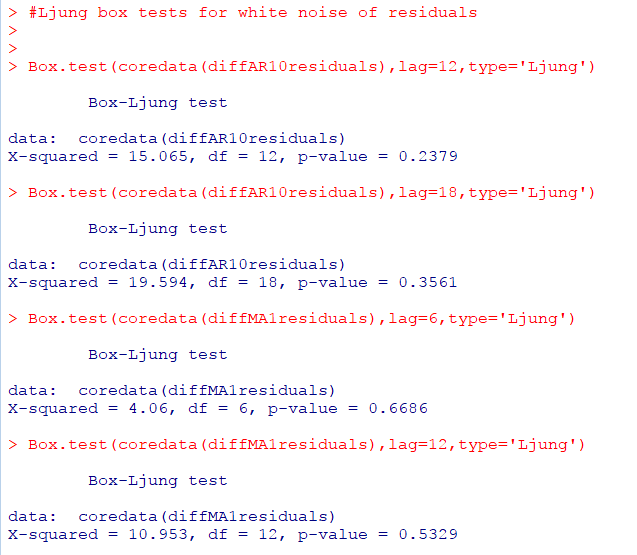 > #Ljung box tests for white noise of residuals
>
>
> Box.test(coredata(diffAR10residuals),lag=12,type='Ljung')
Box-Ljung test
data:  coredata(diffAR10residuals)
X-squared = 15.065, df = 12, p-value = 0.2379
> Box.test(coredata(diffAR10residuals),lag=18,type='Ljung')
Box-Ljung test
data:  coredata(diffAR10residuals)
X-squared = 19.594, df = 18, p-value = 0.3561
> Box.test(coredata(diffMA1residuals),lag=6,type='Ljung')
Box-Ljung test
data:  coredata(diffMA1residuals)
X-squared = 4.06, df = 6, p-value = 0.6686
> Box.test(coredata(diffMA1residuals),lag=12,type='Ljung')
Box-Ljung test
data:  coredata(diffMA1residuals)
X-squared = 10.953, df = 12, p-value = 0.5329